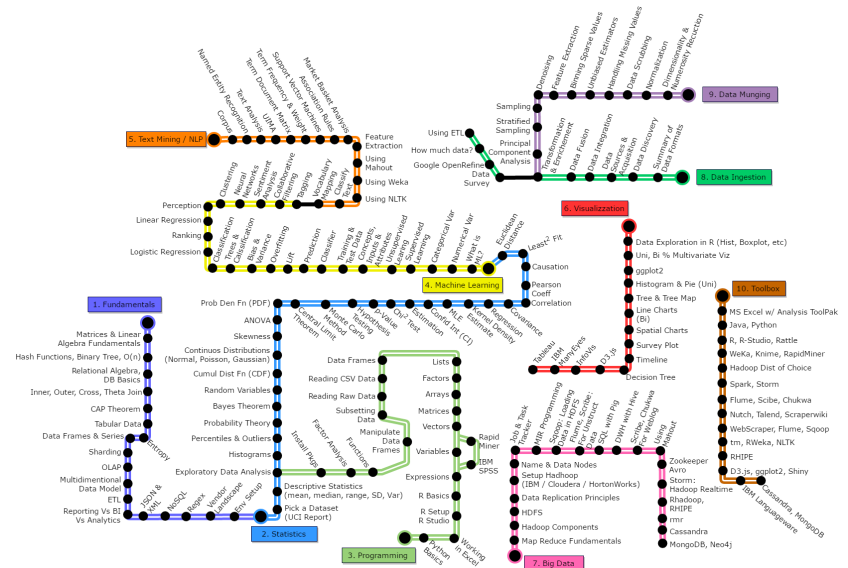 1. Fundamentals
Matrices & Linear
Algebra Fundamentals
Hash Functions, Binary Tree, O(n)
Relational Algebra,
DB Basics
Inner, Outer, Cross, Theta Join
CAP Theorem
Tabular Data
Data Frames & Series
Entropy
Sharding
OLAP
Multidimentional
Data Model
ETL
Reporting Vs BI
Vs Analytics
JSON &
XML
NoSQL
Regex
Vendor
Landscape
Env Setup
2. Statistics
Pick a Dataset
(UCI Report)
Descriptive Statistics
(mean, median, range, SD, Var)
Exploratory Data Analysis
Histograms
Percentiles & Outliers
Probability Theory
Bayes Theorem
Random Variables
Cumul Dist Fn (CDF)
Continuos Distributions
(Normal, Poisson, Gaussian)
Skewness
ANOVA
Prob Den Fn (PDF)
Central Limit
Theorem
Monte Carlo
Method
Hypothesis
Testing
p-Value
Chi² Test
Estimation
Confid Int (CI)
MLE
Kernel Density
Estimate
Regression
Covariance
Correlation
Pearson
Coeff
Causation
Least² Fit
Euclidean
Distance
3. Programming
Python
Basics
Working
in Excel
R Setup
R Studio
R Basics
Expressions
IBM
SPSS
Rapid
Miner
Variables
Vectors
Matrices
Arrays
Factors
Lists
Data Frames
Reading CSV Data
Reading Raw Data
Subsetting
Data
Manipulate
Data
Frames
Functions
Factor Analysis
Install Pkgs
4. Machine Learning
What is
ML?
Numerical Var
Categorical Var
Supervised
Learning
Unsupervised
Learning
Concepts,
Inputs &
Attributes
Training &
Test Data
Classifier
Prediction
Lift
Overfitting
Bias &
Variance
Trees &
Classification
Classification
Logistic Regression
Ranking
Linear Regression
Perception
Clustering
Neural
Networks
Sentiment
Analysis
Collaborative
Filtering
Tagging
Vocabulary
Mapping
Classify
Text
Using NLTK
Using Weka
Using
Mahout
Feature
Extraction
Market Basket Analysis
Association Rules
Support Vector Machines
Term Frequency & Weight
Term Document Matrix
UIMA
Text Analysis
Named Entity
Recognition
Corpus
5. Text Mining / NLP
6. Visualizzation
Data Exploration in R (Hist, Boxplot, etc)
Uni, Bi % Multivariate Viz
ggplot2
Histogram & Pie (Uni)
Tree & Tree Map
Line Charts
(Bi)
Spatial Charts
Survey Plot
Timeline
Decision Tree
D3.js
InfoVis
ManyEyes
IBM
Tableau
7. Big Data
Map Reduce Fundamentals
Hadoop Components
HDFS
Data Replication Principles
Setup Hadhoop
(IBM / Cloudera / HortonWorks)
Name & Data Nodes
Job & Task
Tracker
M\R Programming
Sqoop: Loading
Data in HDFS
Flume, Scribe:
For Unstruct
Data
SQL with Pig
DWH with Hive
Scribe, Chukwa
For Weblog
Using
Mahout
Zookeeper
Avro
Storm:
Hadoop Realtime
Rhadoop,
RHIPE
rmr
Cassandra
MongoDB, Neo4j
8. Data Ingestion
Summary of
Data Formats
Data Discovery
Data
Sources &
Acquisition
Data Integration
Data Fusion
Transformation
& Enrichement
Data
Survey
Google OpenRefine
How much data?
Using ETL
9. Data Munging
Dimensionality &
Numerosity Recuction
Normalization
Data Scrubbing
Handling Missing Values
Unbiased Estimators
Binning Sparse Values
Feature Extraction
Denoising
Sampling
Stratified
Sampling
Principal
Component
Analysis
10. Toolbox
MS Excel w/ Analysis ToolPak
Java, Python
R, R-Studio, Rattle
WeKa, Knime, RapidMiner
Hadoop Dist of Choice
Spark, Storm
Flume, Scibe, Chukwa
Nutch, Talend, Scraperwiki
WebScraper, Flume, Sqoop
tm, RWeka, NLTK
RHIPE
D3.js, ggplot2, Shiny
IBM Languageware
Cassandra, MongoDB